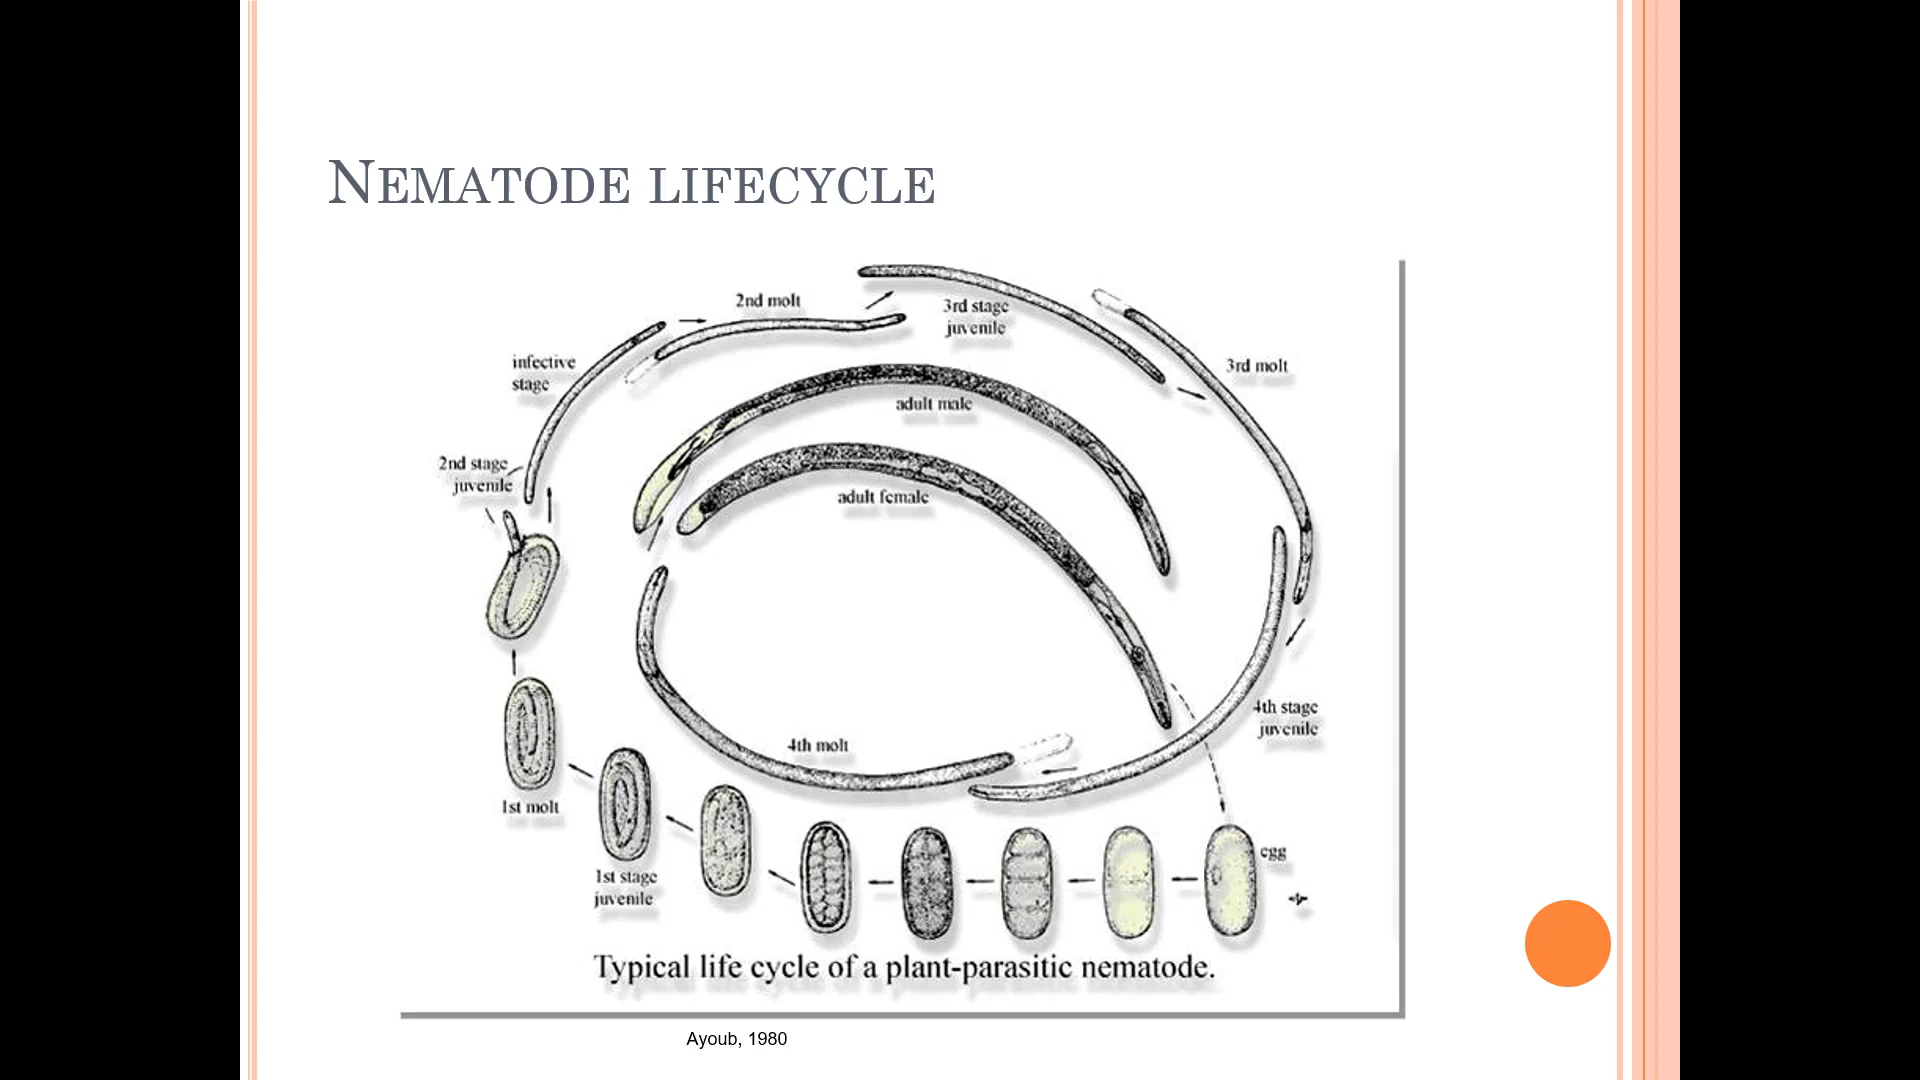 NEMATODE LIFECYCLE
2nd molt
3rd stage
juvenile
infective
stage
3rd molt
adult male
2nd stage
juvenile
adult female
4th stage
juvenile
4th molt
1st molt
egg
1st stage
juvenile
Typical life cycle of a plant-parasitic nematode.
Ayoub, 1980